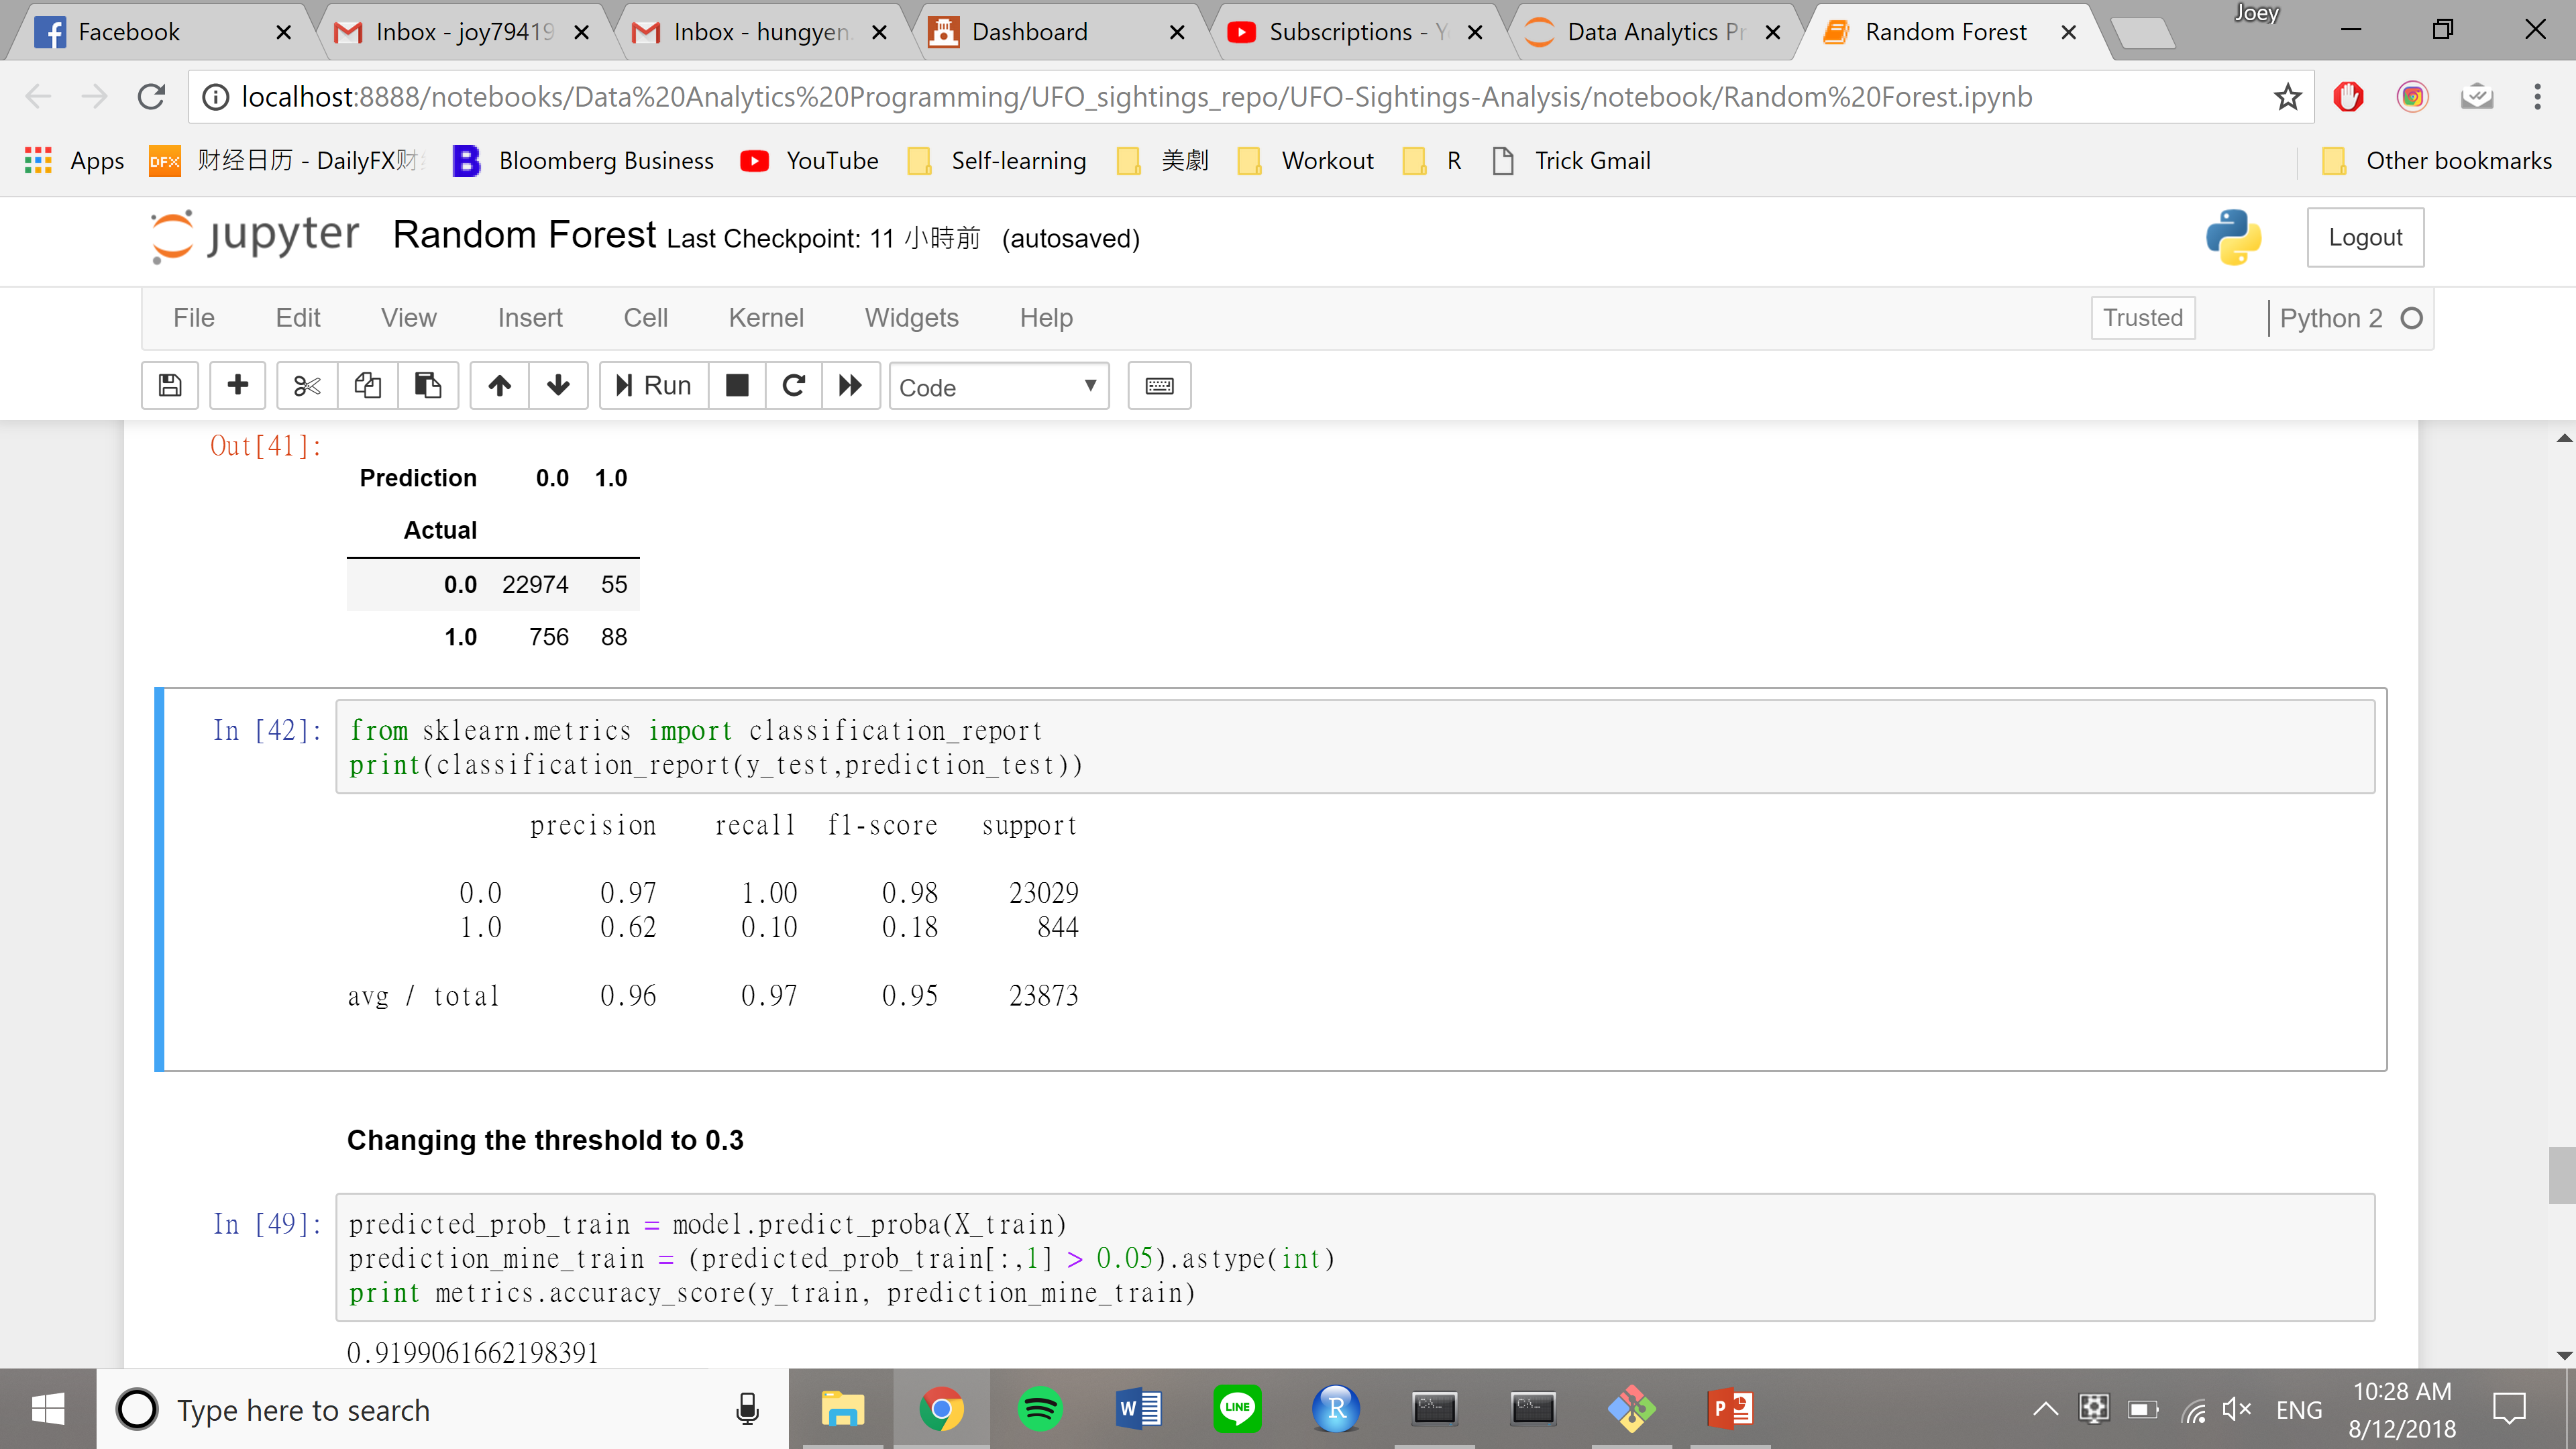 Joey
Facebook
Inbox - joy79419
Inbox - hungyen.
Dashboard
Subscriptions - Y
Data Analytics Pr
Random Forest
localhost:8888/notebooks/Data%20Analytics%20Programming/UFO_sightings_repo/UFO-Sightings-Analysis/notebook/Random%20Forest.ipynb
Apps
DFX
财经日历 - DailyFX财
Bloomberg Business
YouTube
Self-learning
美劇
Workout
R
Trick Gmail
Other bookmarks
jupyter Random Forest Last Checkpoint: 11 小時前 (autosaved)
Logout
File Edit View Insert Cell Kernel Widgets Help
Trusted
Python 2
Run
Code
Out[41]:
Prediction 0.0 1.0
Actual
0.0 22974 55
1.0 756 88
In [42]: from sklearn.metrics import classification_report
print(classification_report(y_test,prediction_test))
precision recall f1-score support
0.0 0.97 1.00 0.98 23029
1.0 0.62 0.10 0.18 844
avg / total 0.96 0.97 0.95 23873
Changing the threshold to 0.3
In [49]: predicted_prob_train = model.predict_proba(X_train)
prediction_mine_train = (predicted_prob_train[:,1] > 0.05).astype(int)
print metrics.accuracy_score(y_train, prediction_mine_train)
0.9199061662198391
Type here to search
W
LINE
R
C:\.
C:\.
P
ENG
10:28 AM
8/12/2018